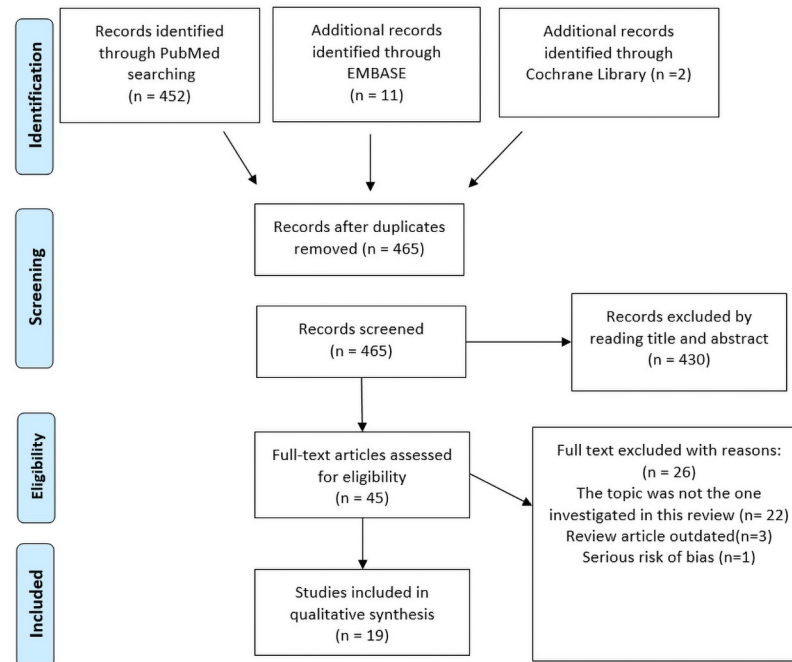 Identification
Records identified
through PubMed
searching
(n = 452)
Additional records
identified through
EMBASE
(n = 11)
Additional records
identified through
Cochrane Library (n =2)
Screening
Records after duplicates
removed (n = 465)
Records screened
(n = 465)
Records excluded by
reading title and abstract
(n = 430)
Eligibility
Full-text articles assessed
for eligibility
(n = 45)
Full text excluded with reasons:
(n = 26)
The topic was not the one
investigated in this review (n= 22)
Review article outdated(n=3)
Serious risk of bias (n=1)
Included
Studies included in
qualitative synthesis
(n = 19)